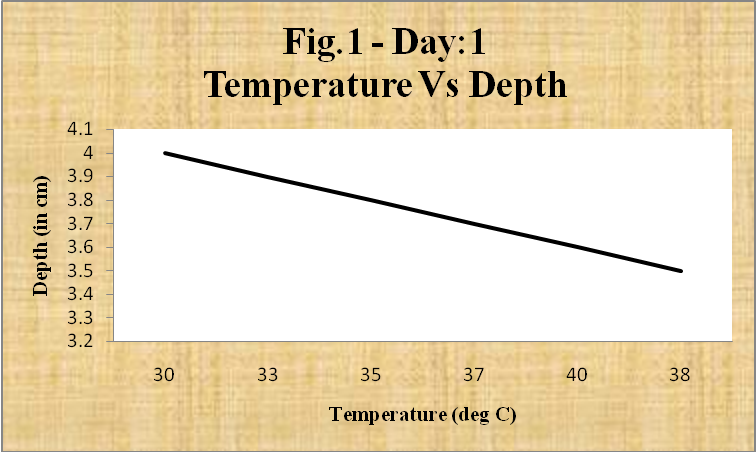 Fig.1 - Day:1
Temperature Vs Depth
4.1
4
3.9
3.8
3.7
3.6
3.5
3.4
3.3
3.2
Depth (in cm)
30 33 35 37 40 38
Temperature (deg C)